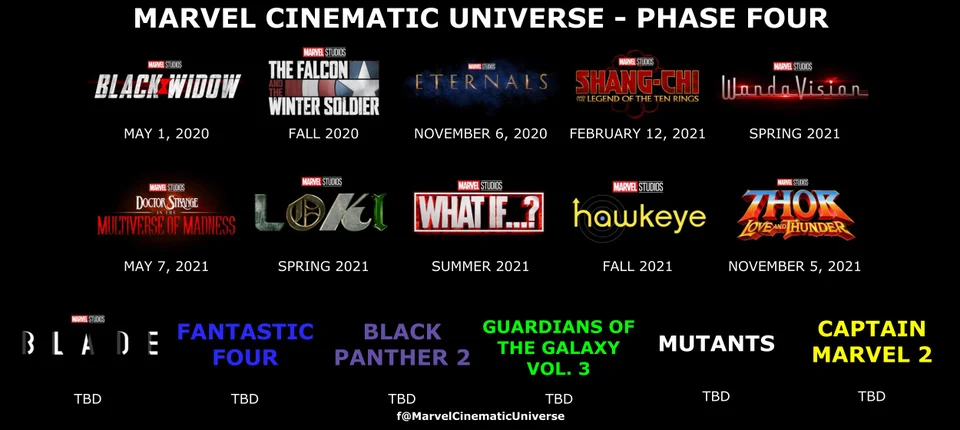 MARVEL CINEMATIC UNIVERSE - PHASE FOUR
MARVEL STUDIOS
BLACK WIDOW
MAY 1, 2020
MARVEL STUDIOS
THE FALCON
AND THE
WINTER SOLDIER
FALL 2020
MARVEL STUDIOS
ETERNALS
NOVEMBER 6, 2020
MARVEL STUDIOS
SHANG-CHI
AND THE LEGEND OF THE TEN RINGS
FEBRUARY 12, 2021
MARVEL STUDIOS
WandaVision
SPRING 2021
MARVEL STUDIOS
DOCTOR STRANGE
IN THE
MULTIVERSE OF MADNESS
MAY 7, 2021
MARVEL STUDIOS
LOKI
SPRING 2021
MARVEL STUDIOS
WHAT IF...?
SUMMER 2021
MARVEL STUDIOS
hawkeye
FALL 2021
MARVEL STUDIOS
THOR
LOVE AND THUNDER
NOVEMBER 5, 2021
MARVEL STUDIOS
BLADE
TBD
FANTASTIC
FOUR
TBD
BLACK
PANTHER 2
TBD
GUARDIANS OF
THE GALAXY
VOL. 3
TBD
MUTANTS
TBD
CAPTAIN
MARVEL 2
TBD
f@MarvelCinematicUniverse